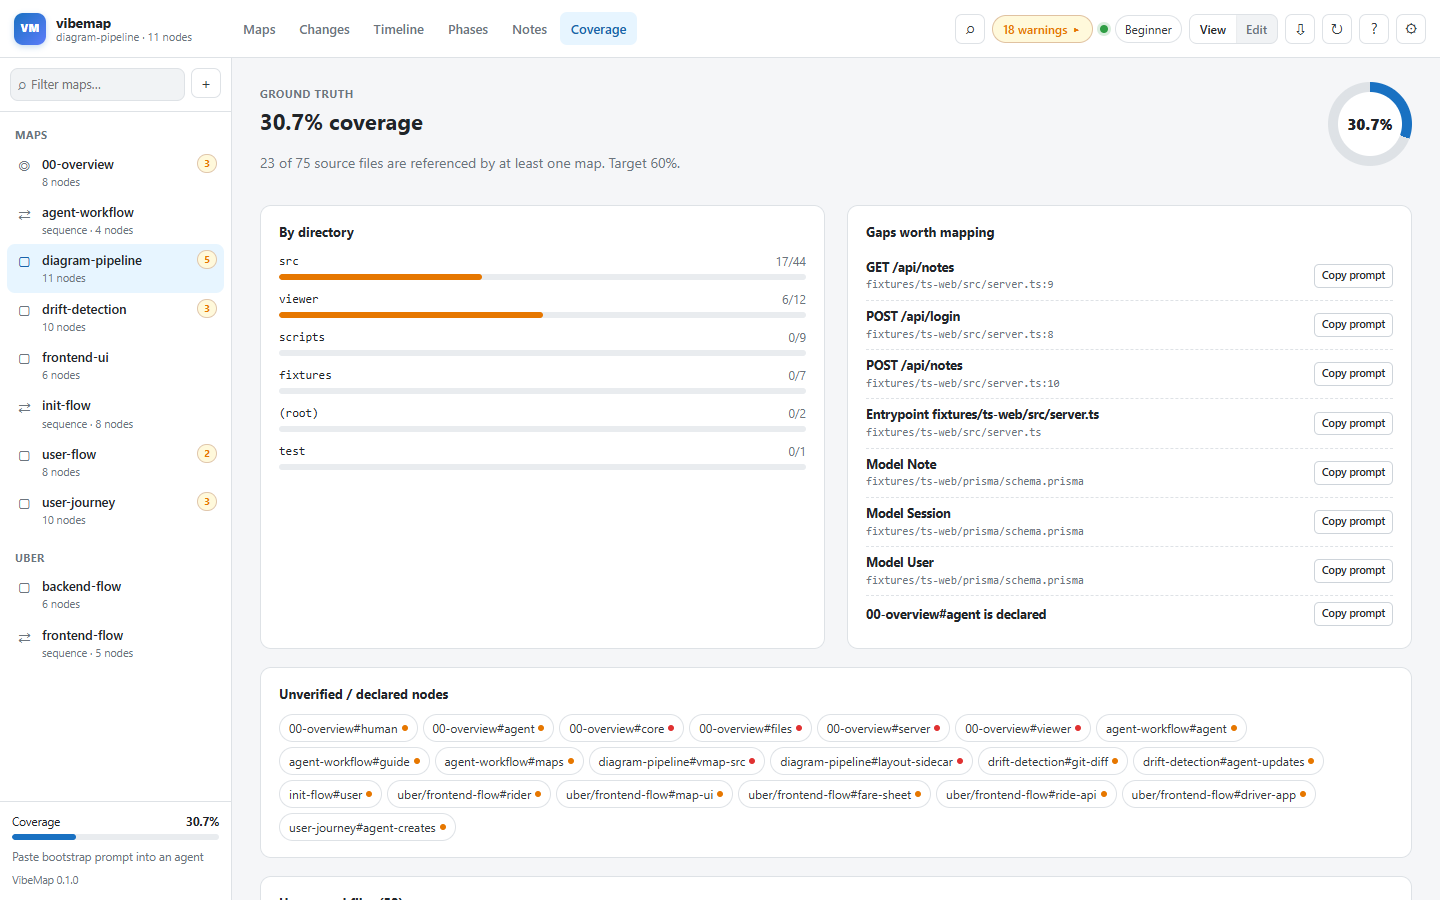 VM
vibemap
diagram-pipeline · 11 nodes
Maps
Changes
Timeline
Phases
Notes
Coverage
18 warnings ▸
Beginner
View
Edit
?
Filter maps...
+
MAPS
00-overview
3
8 nodes
agent-workflow
sequence · 4 nodes
diagram-pipeline
5
11 nodes
drift-detection
3
10 nodes
frontend-ui
6 nodes
init-flow
sequence · 8 nodes
user-flow
2
8 nodes
user-journey
3
10 nodes
UBER
backend-flow
6 nodes
frontend-flow
sequence · 5 nodes
Coverage
30.7%
Paste bootstrap prompt into an agent
VibeMap 0.1.0
GROUND TRUTH
30.7% coverage
23 of 75 source files are referenced by at least one map. Target 60%.
30.7%
By directory
src
17/44
viewer
6/12
scripts
0/9
fixtures
0/7
(root)
0/2
test
0/1
Gaps worth mapping
GET /api/notes
fixtures/ts-web/src/server.ts:9
Copy prompt
POST /api/login
fixtures/ts-web/src/server.ts:8
Copy prompt
POST /api/notes
fixtures/ts-web/src/server.ts:10
Copy prompt
Entrypoint fixtures/ts-web/src/server.ts
fixtures/ts-web/src/server.ts
Copy prompt
Model Note
fixtures/ts-web/prisma/schema.prisma
Copy prompt
Model Session
fixtures/ts-web/prisma/schema.prisma
Copy prompt
Model User
fixtures/ts-web/prisma/schema.prisma
Copy prompt
00-overview#agent is declared
Copy prompt
Unverified / declared nodes
00-overview#human
00-overview#agent
00-overview#core
00-overview#files
00-overview#server
00-overview#viewer
agent-workflow#agent
agent-workflow#guide
agent-workflow#maps
diagram-pipeline#vmap-src
diagram-pipeline#layout-sidecar
drift-detection#git-diff
drift-detection#agent-updates
init-flow#user
uber/frontend-flow#rider
uber/frontend-flow#map-ui
uber/frontend-flow#fare-sheet
uber/frontend-flow#ride-api
uber/frontend-flow#driver-app
user-journey#agent-creates